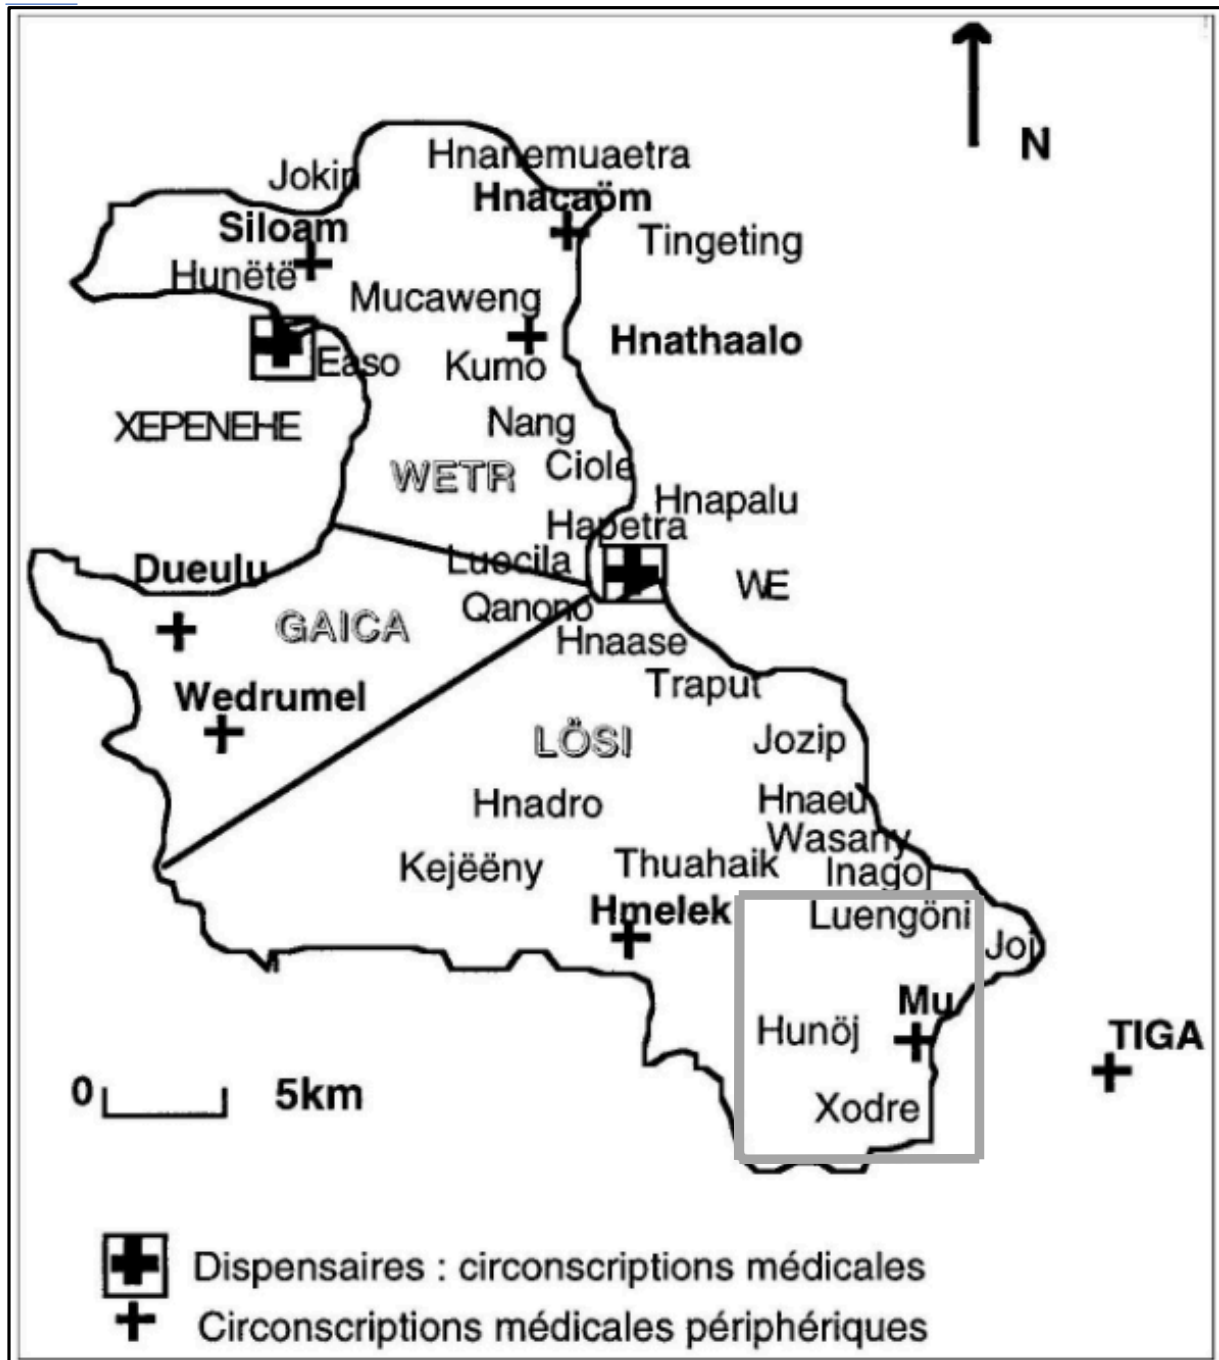 N
Hnanemuaetra
Jokin
Hnacaöm
Siloam
Tingeting
Hunëtë
Mucaweng
Hnathaalo
Easo
Kumo
XEPENEHE
Nang
WETR
Ciole
Hnapalu
Hapetra
Luecila
Dueulu
WE
Qanono
GAICA
Hnaase
Traput
Wedrumel
LÖSI
Jozip
Hnadro
Hnaeu
Wasany
Kejëëny
Thuahaik
Inago
Hmelek
Luengöni
Joj
Mu
Hunöj
TIGA
0 5km
Xodre
Dispensaires : circonscriptions médicales
Circonscriptions médicales périphériques